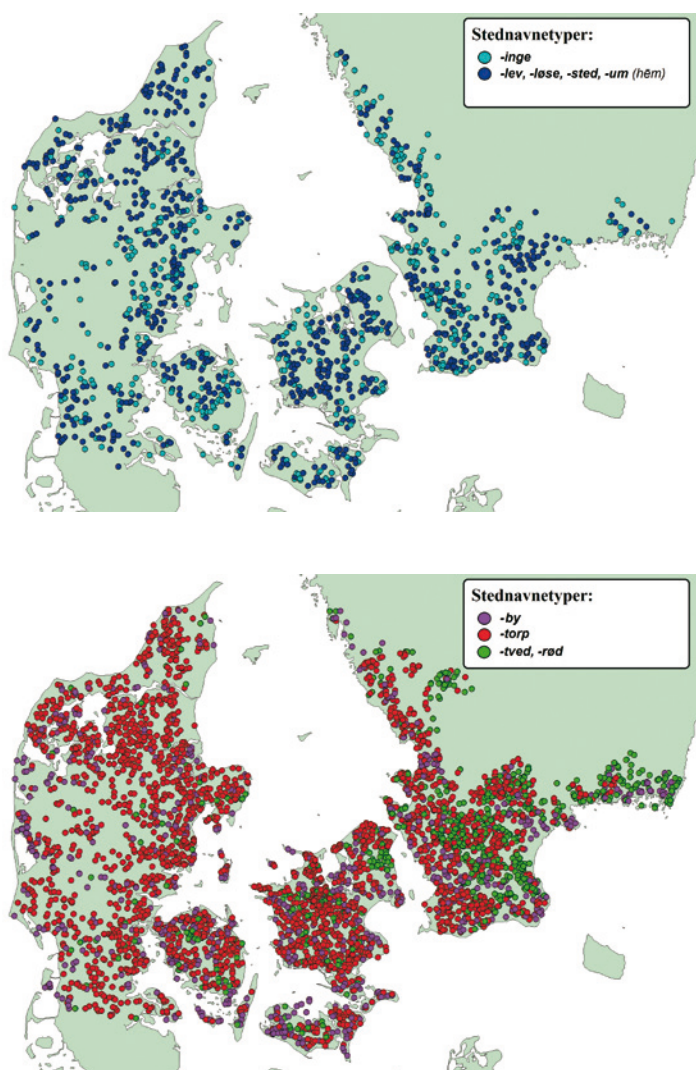 Stednavnetyper:
-inge
-lev, -løse, -sted, -um (hēm)
Stednavnetyper:
-by
-torp
-tved, -rød